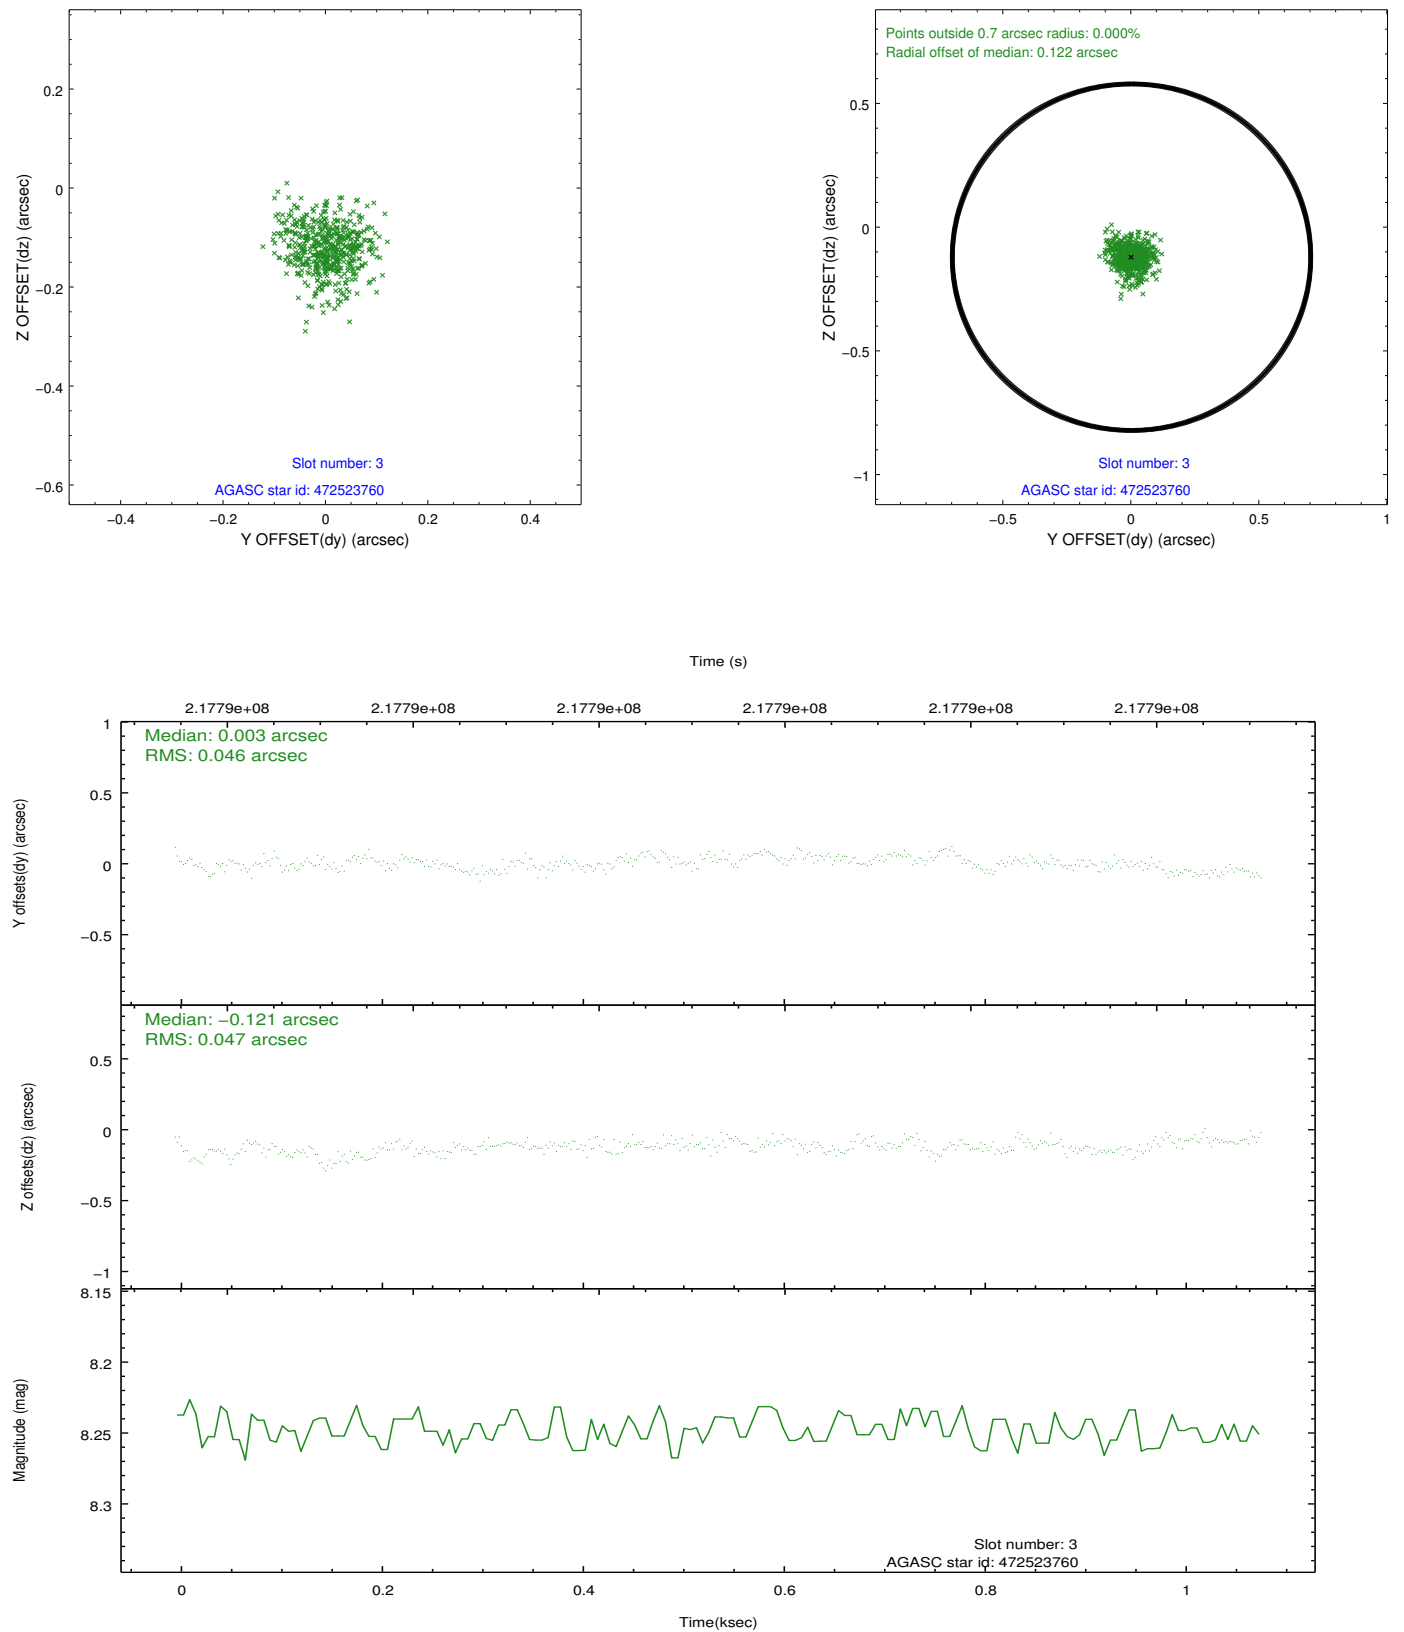 0.2
0
−0.2
−0.4
−0.6
Z OFFSET(dz) (arcsec)
Slot number: 3
AGASC star id: 472523760
−0.4 −0.2 0 0.2 0.4
Y OFFSET(dy) (arcsec)
Points outside 0.7 arcsec radius: 0.000%
Radial offset of median: 0.122 arcsec
0.5
0
−0.5
−1
Z OFFSET(dz) (arcsec)
Slot number: 3
AGASC star id: 472523760
−0.5 0 0.5 1
Y OFFSET(dy) (arcsec)
Time (s)
2.1779e+08 2.1779e+08 2.1779e+08 2.1779e+08 2.1779e+08 2.1779e+08
Median: 0.003 arcsec
RMS: 0.046 arcsec
1
0.5
0
−0.5
Y offsets(dy) (arcsec)
Median: −0.121 arcsec
RMS: 0.047 arcsec
0.5
0
−0.5
−1
Z offsets(dz) (arcsec)
8.15
8.2
8.25
8.3
Magnitude (mag)
Slot number: 3
AGASC star id: 472523760
0 0.2 0.4 0.6 0.8 1
Time(ksec)